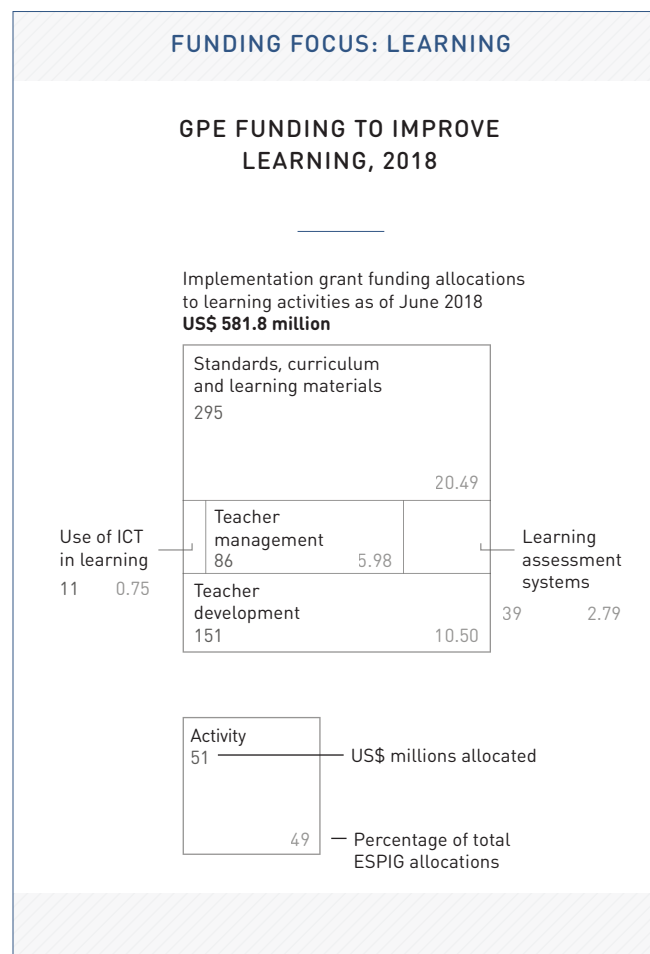 FUNDING FOCUS: LEARNING
GPE FUNDING TO IMPROVE
LEARNING, 2018
Implementation grant funding allocations
to learning activities as of June 2018
US$ 581.8 million
Standards, curriculum
and learning materials
295
20.49
Use of ICT
in learning
11 0.75
Teacher
management
86 5.98
Learning
assessment
systems
39 2.79
Teacher
development
151 10.50
Activity
51
US$ millions allocated
49
Percentage of total
ESPIG allocations